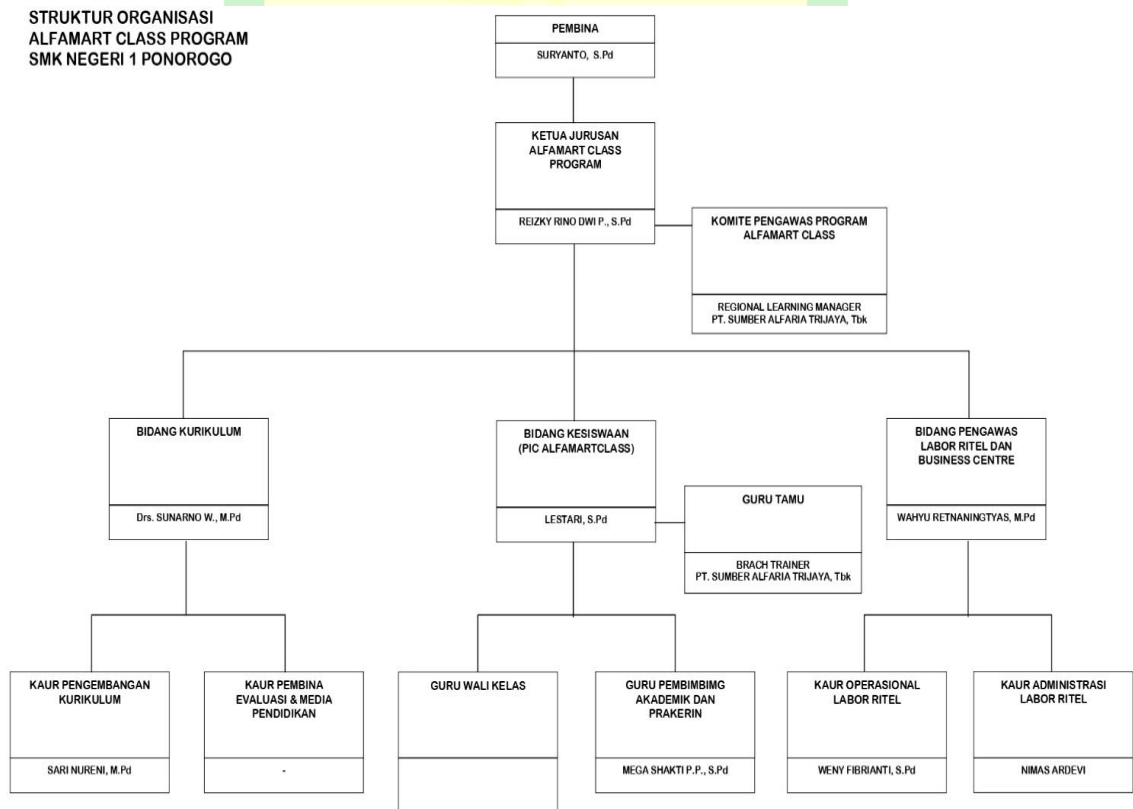 STRUKTUR ORGANISASI
ALFAMART CLASS PROGRAM
SMK NEGERI 1 PONOROGO
PEMBINA
SURYANTO, S.Pd
KETUA JURUSAN
ALFAMART CLASS
PROGRAM
REIZKY RINO DWI P., S.Pd
KOMITE PENGAWAS PROGRAM
ALFAMART CLASS
REGIONAL LEARNING MANAGER
PT. SUMBER ALFARIA TRIJAYA, Tbk
BIDANG KURIKULUM
Drs. SUNARNO W., M.Pd
BIDANG KESISWAAN
(PIC ALFAMARTCLASS)
LESTARI, S.Pd
GURU TAMU
BRACH TRAINER
PT. SUMBER ALFARIA TRIJAYA, Tbk
BIDANG PENGAWAS
LABOR RITEL DAN
BUSINESS CENTRE
WAHYU RETNANINGTYAS, M.Pd
KAUR PENGEMBANGAN
KURIKULUM
SARI NURENI, M.Pd
KAUR PEMBINA
EVALUASI & MEDIA
PENDIDIKAN
-
GURU WALI KELAS
GURU PEMBIMBIMG
AKADEMIK DAN
PRAKERIN
MEGA SHAKTI P.P., S.Pd
KAUR OPERASIONAL
LABOR RITEL
WENY FIBRIANTI, S.Pd
KAUR ADMINISTRASI
LABOR RITEL
NIMAS ARDEVI